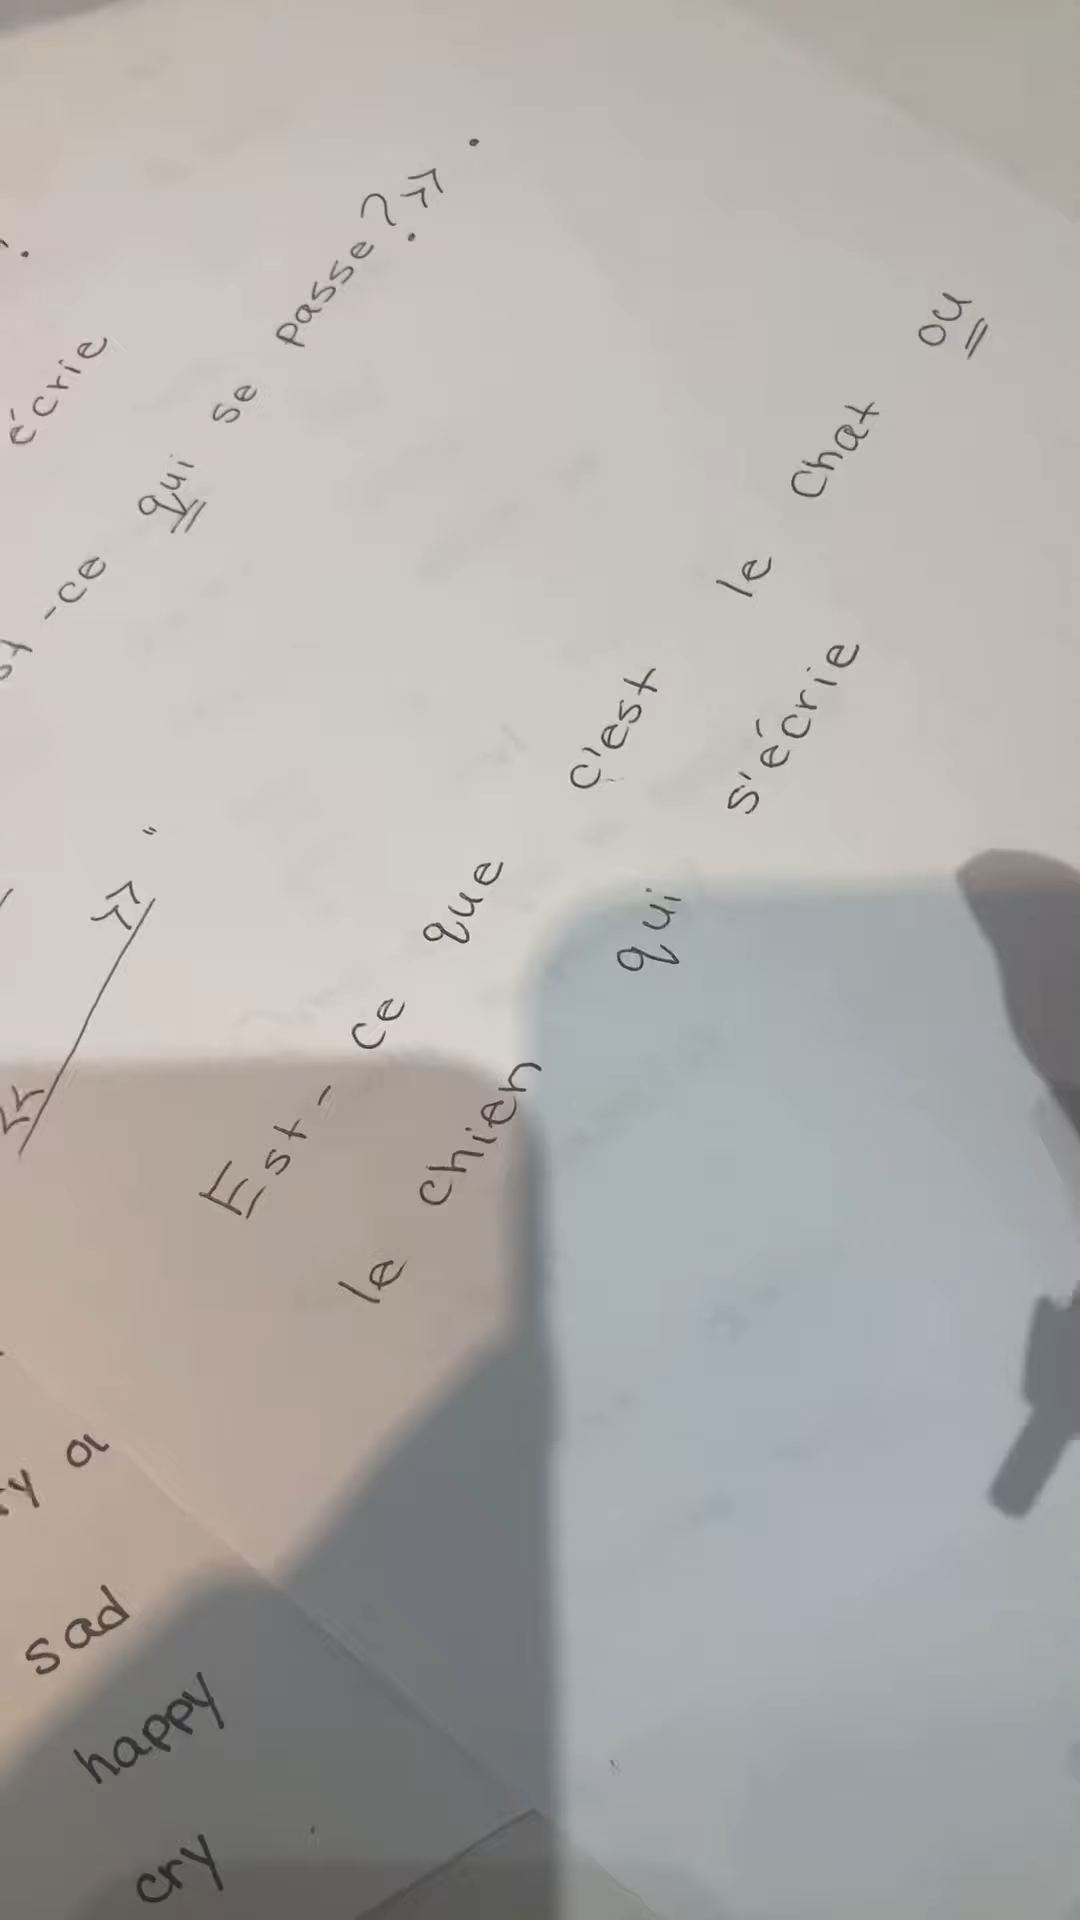 écrie
-ce qui se passe?».
« » "
Est-ce que c'est le chat ou
le chien qui s'écrie
a
sad
happy
cry